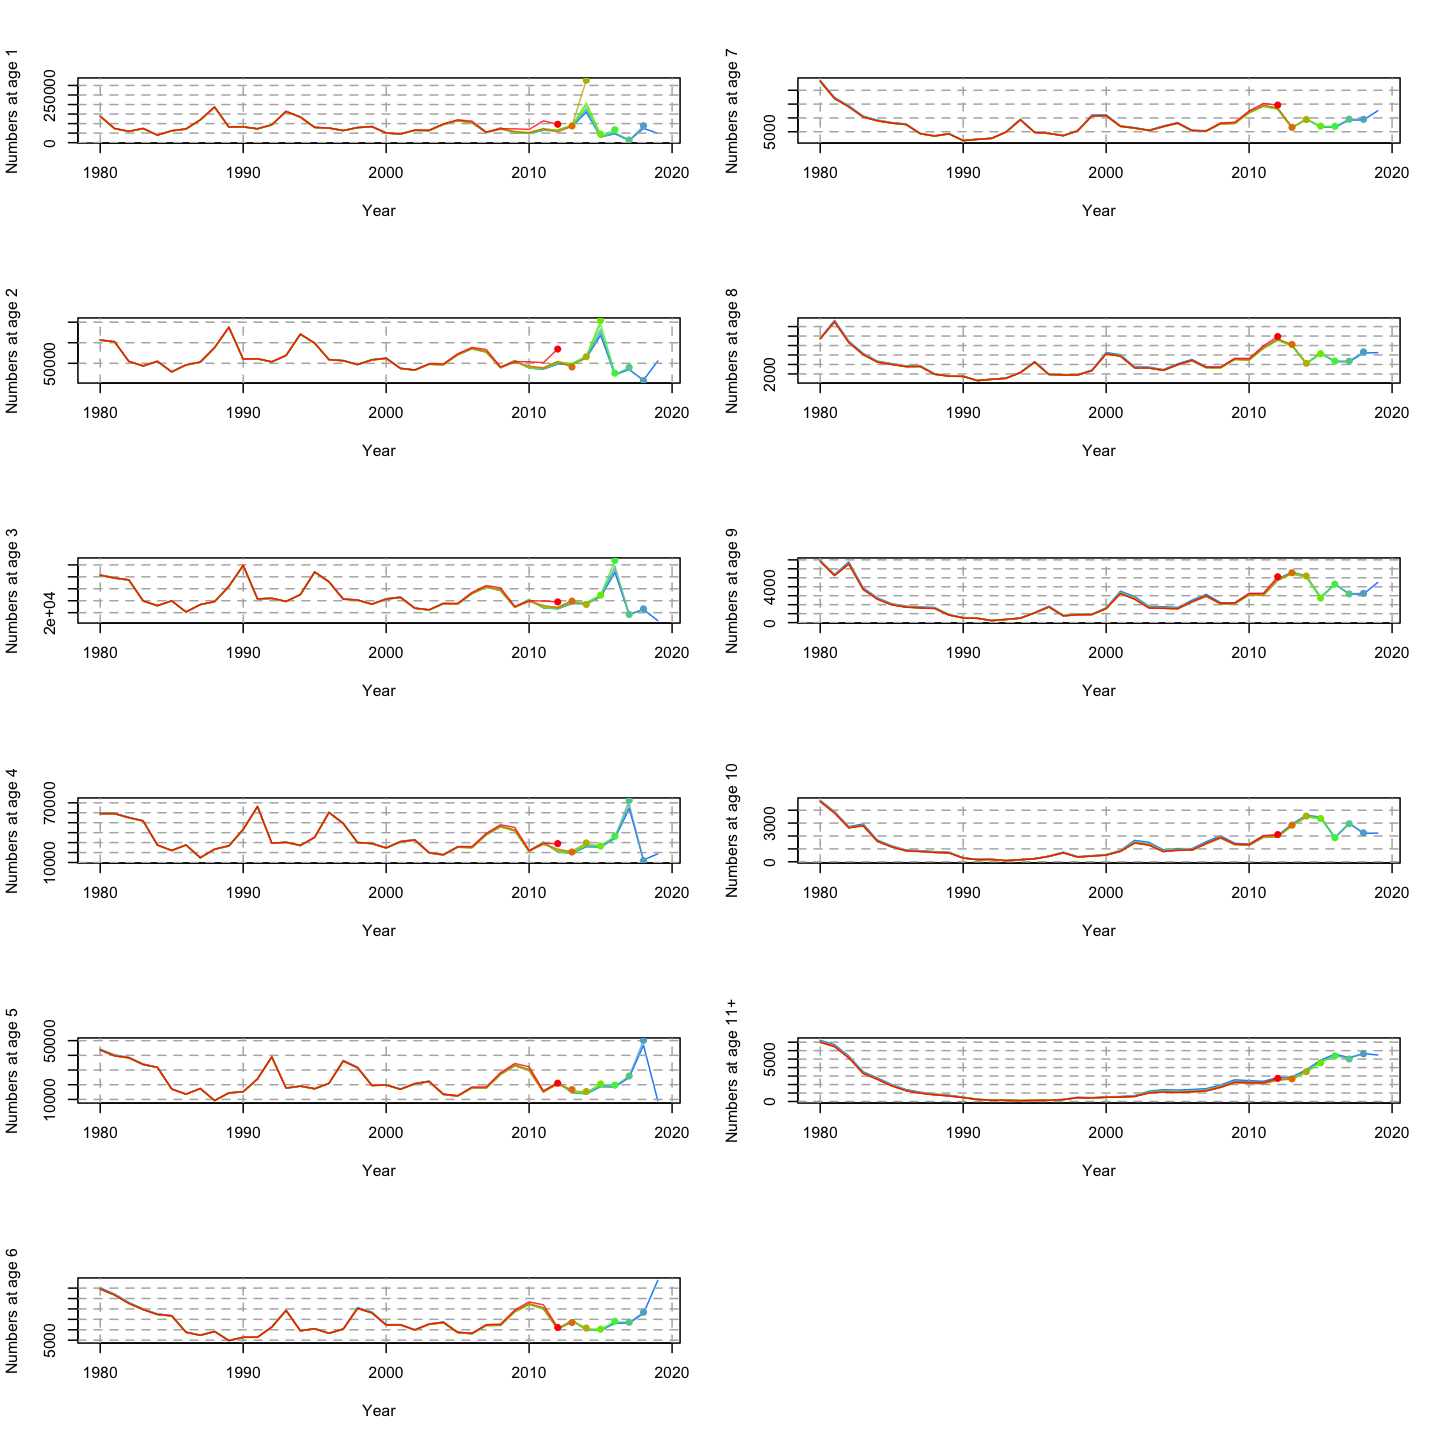 Numbers at age 1
0 250000
1980 1990 2000 2010 2020
Year
Numbers at age 2
50000
1980 1990 2000 2010 2020
Year
Numbers at age 3
2e+04
1980 1990 2000 2010 2020
Year
Numbers at age 4
10000 70000
1980 1990 2000 2010 2020
Year
Numbers at age 5
10000 50000
1980 1990 2000 2010 2020
Year
Numbers at age 6
5000
1980 1990 2000 2010 2020
Year
Numbers at age 7
5000
1980 1990 2000 2010 2020
Year
Numbers at age 8
2000
1980 1990 2000 2010 2020
Year
Numbers at age 9
0 4000
1980 1990 2000 2010 2020
Year
Numbers at age 10
0 3000
1980 1990 2000 2010 2020
Year
Numbers at age 11+
0 5000
1980 1990 2000 2010 2020
Year